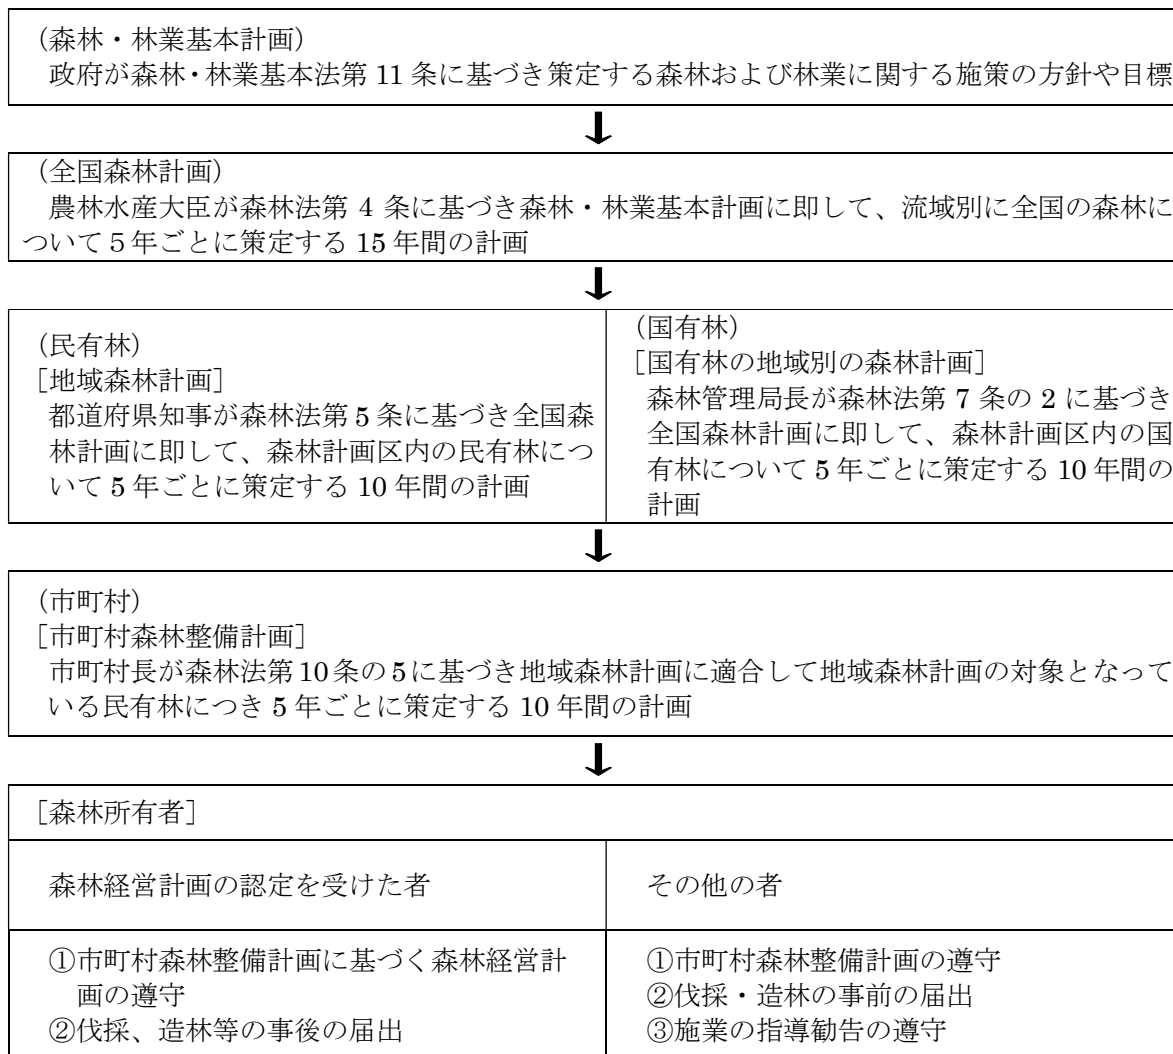 (森林・林業基本計画)
政府が森林・林業基本法第 11 条に基づき策定する森林および林業に関する施策の方針や目標
(全国森林計画)
農林水産大臣が森林法第 4 条に基づき森林・林業基本計画に即して、流域別に全国の森林に
ついて5年ごとに策定する 15 年間の計画
(民有林)
[地域森林計画]
都道府県知事が森林法第 5 条に基づき全国森
林計画に即して、森林計画区内の民有林につ
いて 5 年ごとに策定する 10 年間の計画
(国有林)
[国有林の地域別の森林計画]
森林管理局長が森林法第 7 条の 2 に基づき
全国森林計画に即して、森林計画区内の国
有林について 5 年ごとに策定する 10 年間の
計画
(市町村)
[市町村森林整備計画]
市町村長が森林法第 10 条の 5 に基づき地域森林計画に適合して地域森林計画の対象となって
いる民有林につき 5 年ごとに策定する 10 年間の計画
[森林所有者]
森林経営計画の認定を受けた者
その他の者
①市町村森林整備計画に基づく森林経営計
画の遵守
②伐採、造林等の事後の届出
①市町村森林整備計画の遵守
②伐採・造林の事前の届出
③施業の指導勧告の遵守